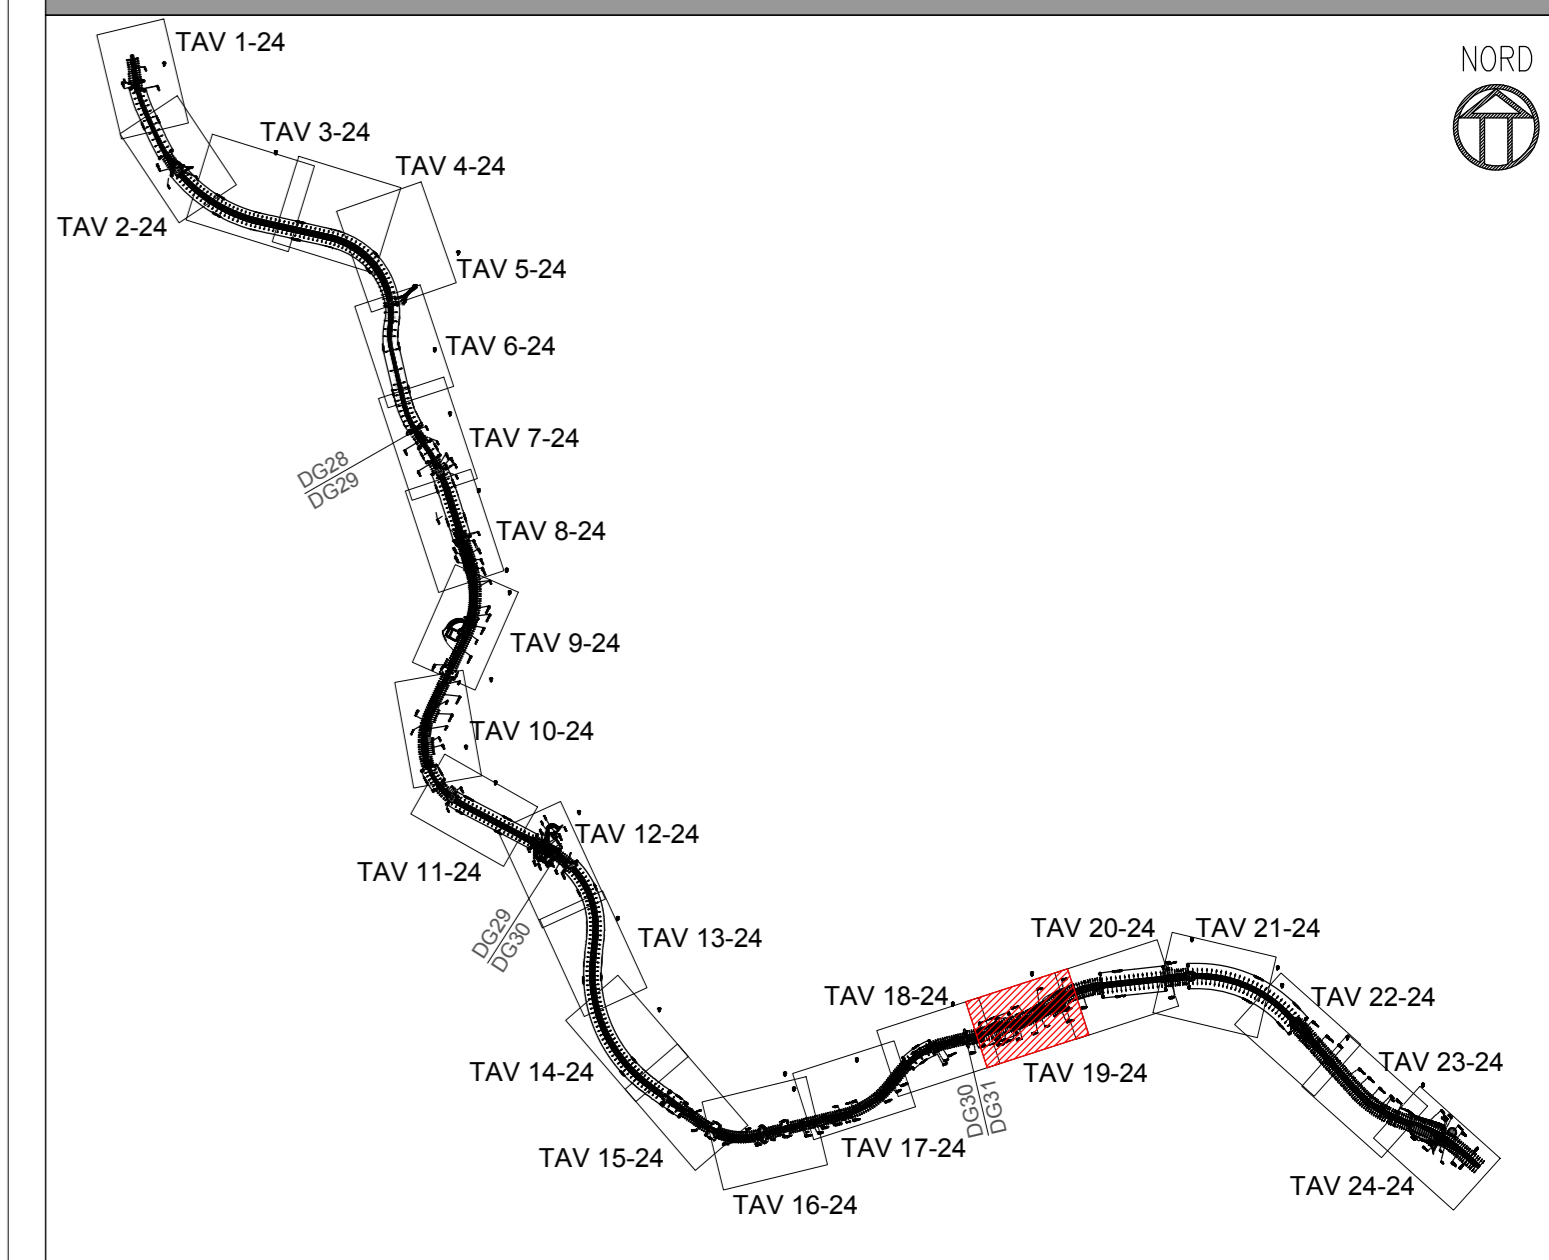 TAV 1-24
NORD
TAV 3-24
TAV 4-24
TAV 2-24
TAV 5-24
TAV 6-24
TAV 7-24
DG28
DG29
TAV 8-24
TAV 9-24
TAV 10-24
TAV 12-24
TAV 11-24
DG29
DG30
TAV 13-24
TAV 20-24
TAV 21-24
TAV 18-24
TAV 22-24
TAV 14-24
TAV 19-24
TAV 23-24
DG30
DG31
TAV 17-24
TAV 15-24
TAV 24-24
TAV 16-24